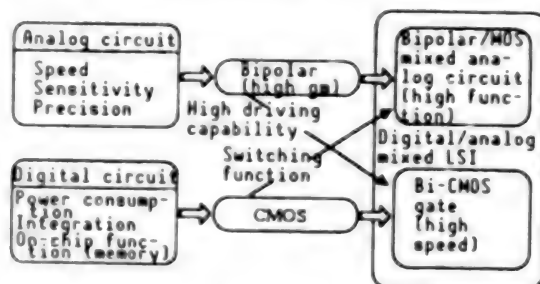 Analog circuit
Speed
Sensitivity
Precision
Bipolar
(high gm)
Bipolar/MOS
mixed ana-
log circuit
(high func-
tion)
High driving
capability
Switching
function
Digital/analog
mixed LSI
Digital circuit
Power consump-
tion
Integration
On-chip func-
tion (memory)
CMOS
Bi-CMOS
gate
(high
speed)